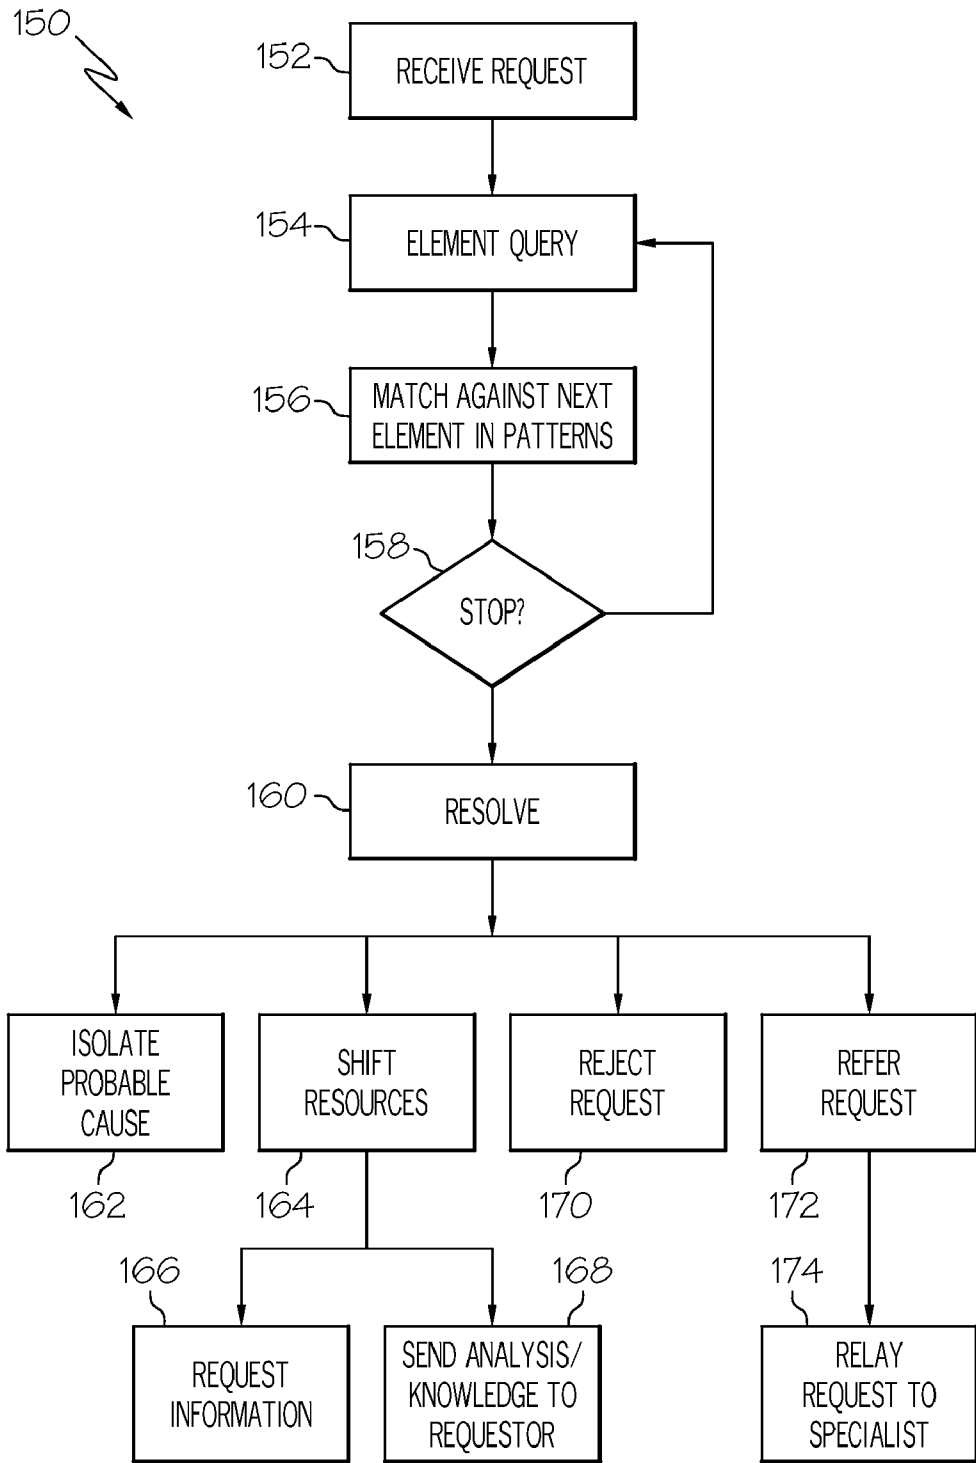 150
152
RECEIVE REQUEST
154
ELEMENT QUERY
156
MATCH AGAINST NEXT
ELEMENT IN PATTERNS
158
STOP?
160
RESOLVE
ISOLATE
PROBABLE
CAUSE
162
SHIFT
RESOURCES
164
REJECT
REQUEST
170
REFER
REQUEST
172
166
REQUEST
INFORMATION
168
SEND ANALYSIS/
KNOWLEDGE TO
REQUESTOR
174
RELAY
REQUEST TO
SPECIALIST